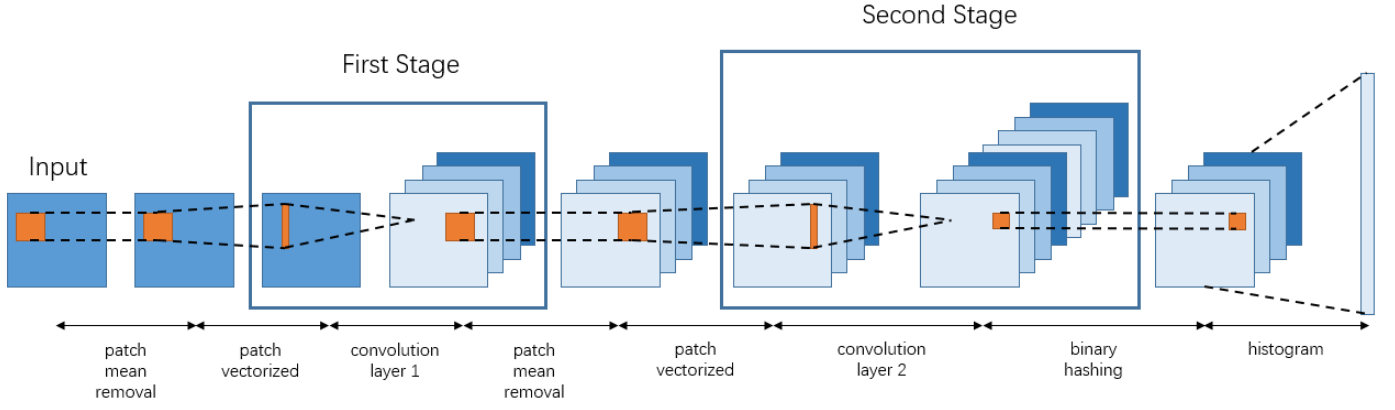 Second Stage
First Stage
Input
patch
mean
removal
patch
vectorized
convolution
layer 1
patch
mean
removal
patch
vectorized
convolution
layer 2
binary
hashing
histogram